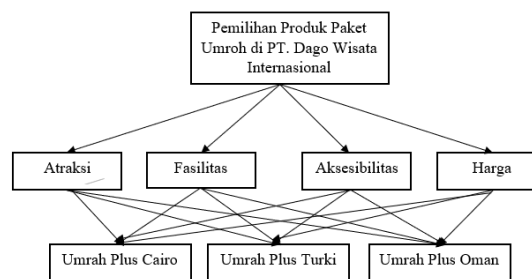 Pemilihan Produk Paket
Umroh di PT. Dago Wisata
Internasional
Atraksi
Fasilitas
Aksesibilitas
Harga
Umrah Plus Cairo
Umrah Plus Turki
Umrah Plus Oman